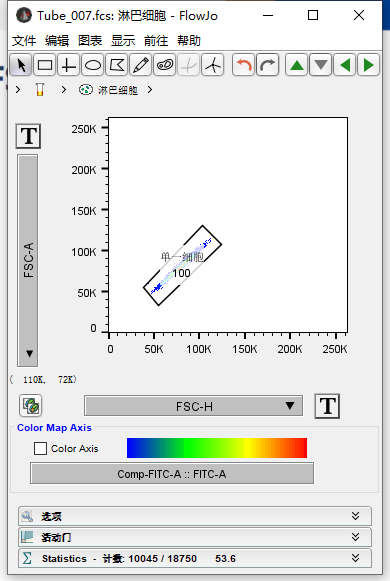 Tube_007.fcs: 淋巴细胞 - FlowJo
文件 编辑 图表 显示 前往 帮助
淋巴细胞
T
250K
200K
150K
100K
50K
0
FSC-A
单一细胞
100
0 50K 100K 150K 200K 250K
( 110K, 72K)
FSC-H
T
Color Map Axis
Color Axis
Comp-FITC-A :: FITC-A
选项
活动门
Statistics - 计数: 10045 / 18750 53.6